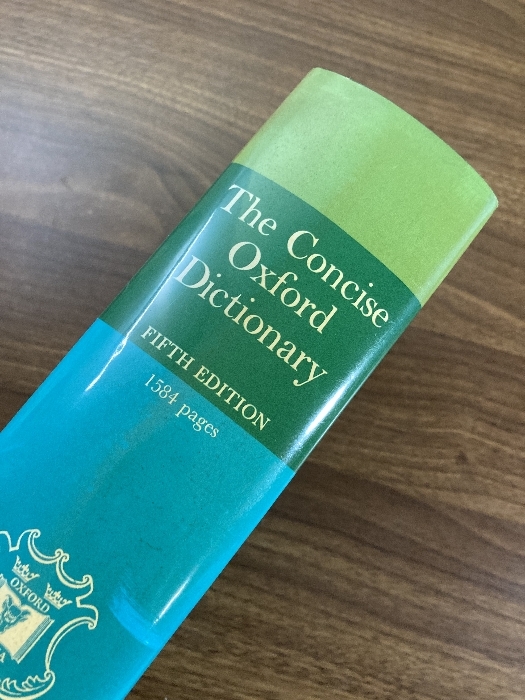 The Concise
Oxford
Dictionary
FIFTH EDITION
1584 pages
OXFORD